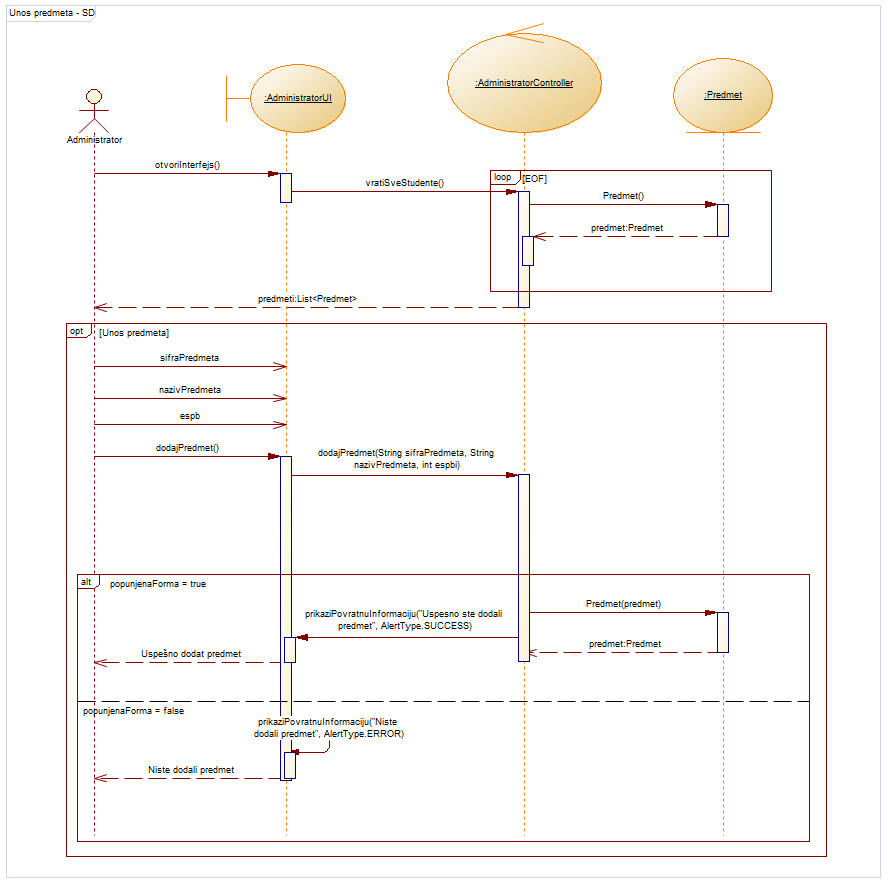 Unos predmeta - SD
:AdministratorUI
:AdministratorController
:Predmet
Administrator
otvoriInterfejs()
vratiSveStudente()
loop
[EOF]
Predmet()
predmet:Predmet
predmeti:List<Predmet>
opt
[Unos predmeta]
sifraPredmeta
nazivPredmeta
espb
dodajPredmet()
dodajPredmet(String sifraPredmeta, String
nazivPredmeta, int espbi)
alt
popunjenaForma = true
Predmet(predmet)
prikaziPovratnuInformaciju("Uspesno ste dodali
predmet", AlertType.SUCCESS)
predmet:Predmet
Uspešno dodat predmet
popunjenaForma = false
prikaziPovratnuInformaciju("Niste
dodali predmet", AlertType.ERROR)
Niste dodali predmet